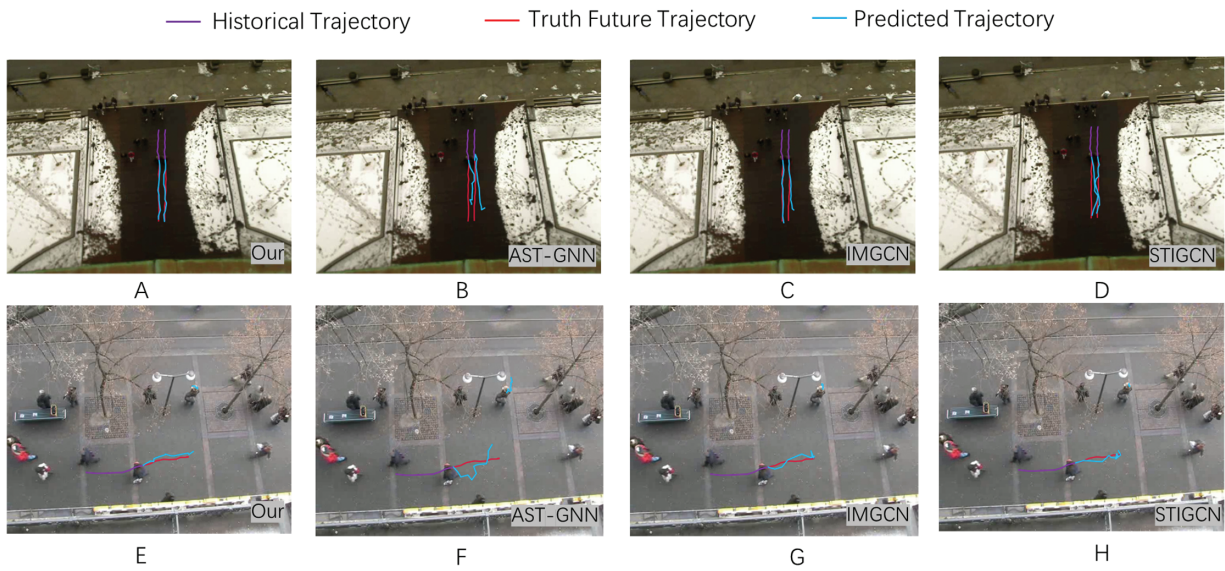 Historical Trajectory Truth Future Trajectory Predicted Trajectory
Our AST-GNN IMGCN STIGCN
A B C D
Our AST-GNN IMGCN STIGCN
E F G H